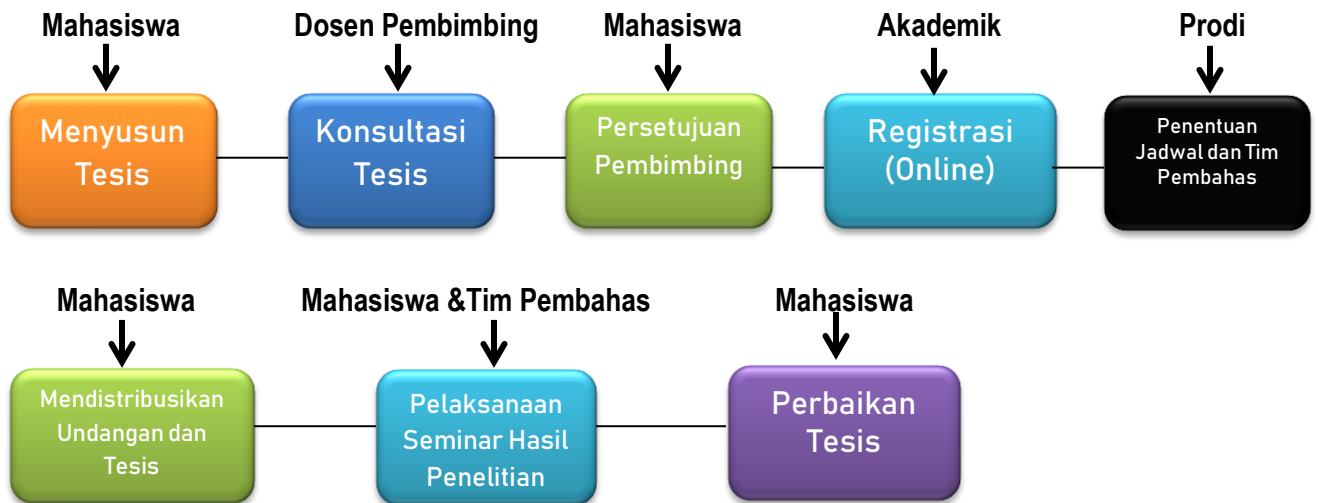 Mahasiswa
Dosen Pembimbing
Mahasiswa
Akademik
Prodi
Menyusun
Tesis
Konsultasi
Tesis
Persetujuan
Pembimbing
Registrasi
(Online)
Penentuan
Jadwal dan Tim
Pembahas
Mahasiswa
Mahasiswa &Tim Pembahas
Mahasiswa
Mendistribusikan
Undangan dan
Tesis
Pelaksanaan
Seminar Hasil
Penelitian
Perbaikan
Tesis